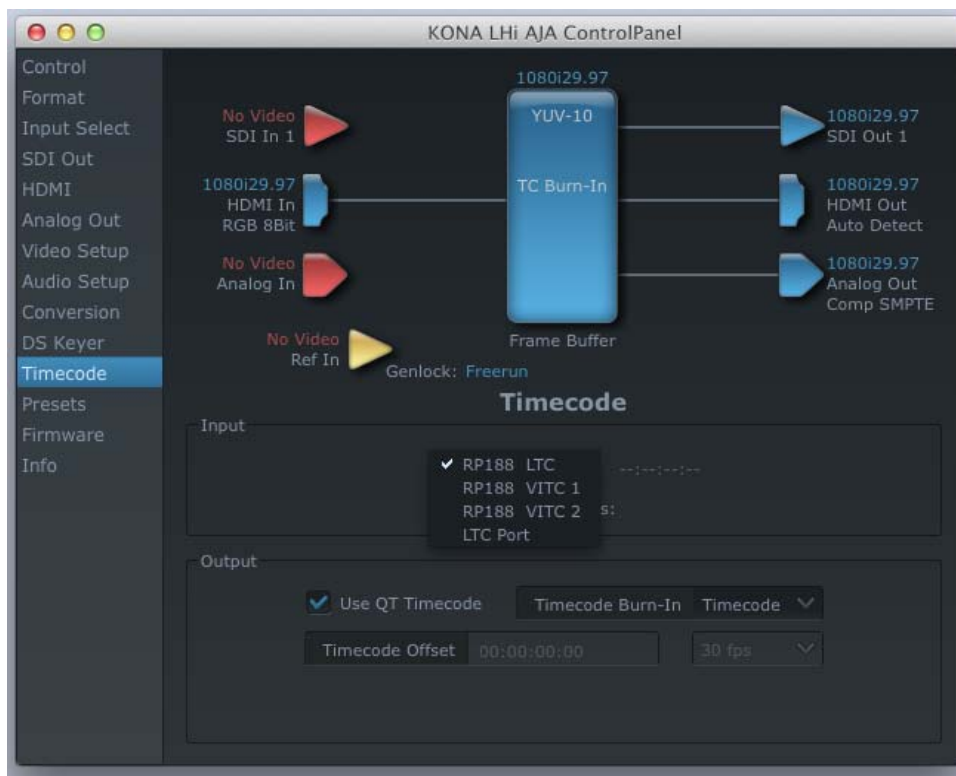 KONA LHi AJA ControlPanel
Control
Format
Input Select
SDI Out
HDMI
Analog Out
Video Setup
Audio Setup
Conversion
DS Keyer
Timecode
Presets
Firmware
Info
1080i29.97
YUV-10
TC Burn-In
Frame Buffer
No Video
SDI In 1
1080i29.97
HDMI In
RGB 8Bit
No Video
Analog In
No Video
Ref In
Genlock: Freerun
1080i29.97
SDI Out 1
1080i29.97
HDMI Out
Auto Detect
1080i29.97
Analog Out
Comp SMPTE
Timecode
Input
✔ RP188 LTC
RP188 VITC 1
RP188 VITC 2
LTC Port
--:--:--:--
s:
Output
Use QT Timecode
Timecode Burn-In Timecode
Timecode Offset 00:00:00:00 30 fps